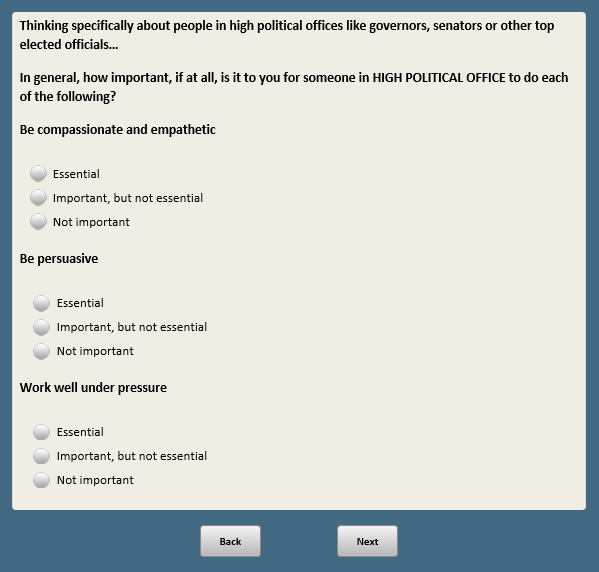 Thinking specifically about people in high political offices like governors, senators or other top
elected officials...
In general, how important, if at all, is it to you for someone in HIGH POLITICAL OFFICE to do each
of the following?
Be compassionate and empathetic
Essential
Important, but not essential
Not important
Be persuasive
Essential
Important, but not essential
Not important
Work well under pressure
Essential
Important, but not essential
Not important
Back
Next